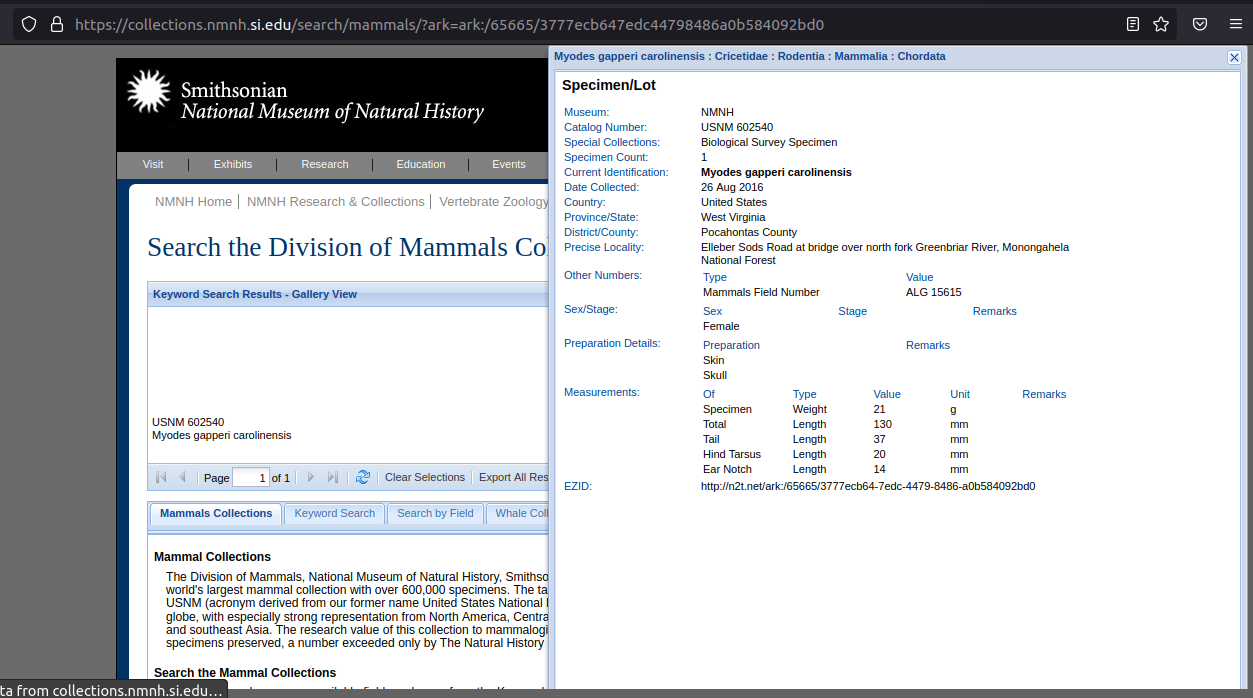 https://collections.nmnh.si.edu/search/mammals/?ark=ark:/65665/3777ecb647edc44798486a0b584092bd0
Smithsonian
National Museum of Natural History
Visit Exhibits Research Education Events
NMNH Home NMNH Research & Collections Vertebrate Zoology
Search the Division of Mammals Co
Keyword Search Results - Gallery View
USNM 602540
Myodes gapperi carolinensis
Page 1 of 1 Clear Selections Export All Res
Mammals Collections Keyword Search Search by Field Whale Coll
Mammal Collections
The Division of Mammals, National Museum of Natural History, Smithso
world's largest mammal collection with over 600,000 specimens. The ta
USNM (acronym derived from our former name United States National
globe, with especially strong representation from North America, Centra
and southeast Asia. The research value of this collection to mammalogi
specimens preserved, a number exceeded only by The Natural History
Search the Mammal Collections
ta from collections.nmnh.si.edu…
Myodes gapperi carolinensis : Cricetidae : Rodentia : Mammalia : Chordata
Specimen/Lot
Museum: NMNH
Catalog Number: USNM 602540
Special Collections: Biological Survey Specimen
Specimen Count: 1
Current Identification: Myodes gapperi carolinensis
Date Collected: 26 Aug 2016
Country: United States
Province/State: West Virginia
District/County: Pocahontas County
Precise Locality: Elleber Sods Road at bridge over north fork Greenbriar River, Monongahela
National Forest
Other Numbers: Type Value
Mammals Field Number ALG 15615
Sex/Stage: Sex Stage Remarks
Female
Preparation Details: Preparation Remarks
Skin
Skull
Measurements: Of Type Value Unit Remarks
Specimen Weight 21 g
Total Length 130 mm
Tail Length 37 mm
Hind Tarsus Length 20 mm
Ear Notch Length 14 mm
EZID: http://n2t.net/ark:/65665/3777ecb64-7edc-4479-8486-a0b584092bd0